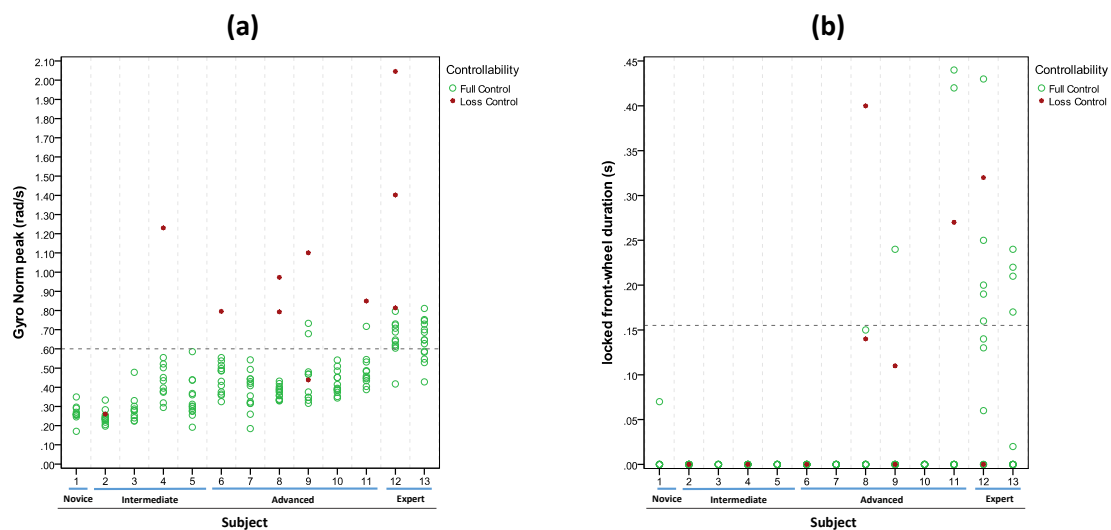 (a)
Controllability
Full Control
Loss Control
Gyro Norm peak (rad/s)
2.10
2.00
1.90
1.80
1.70
1.60
1.50
1.40
1.30
1.20
1.10
1.00
.90
.80
.70
.60
.50
.40
.30
.20
.10
.00
1 2 3 4 5 6 7 8 9 10 11 12 13
Novice Intermediate Advanced Expert
Subject
(b)
Controllability
Full Control
Loss Control
locked front-wheel duration (s)
.45
.40
.35
.30
.25
.20
.15
.10
.05
.00
1 2 3 4 5 6 7 8 9 10 11 12 13
Novice Intermediate Advanced Expert
Subject